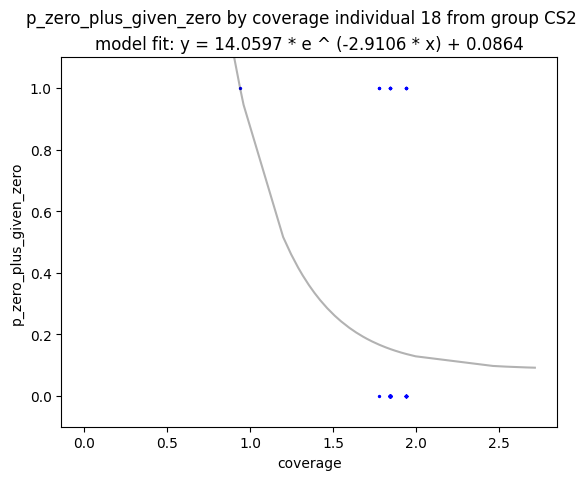 p_zero_plus_given_zero by coverage individual 18 from group CS2
model fit: y = 14.0597 * e ^ (-2.9106 * x) + 0.0864
1.0
0.8
0.6
0.4
0.2
0.0
p_zero_plus_given_zero
0.0 0.5 1.0 1.5 2.0 2.5
coverage